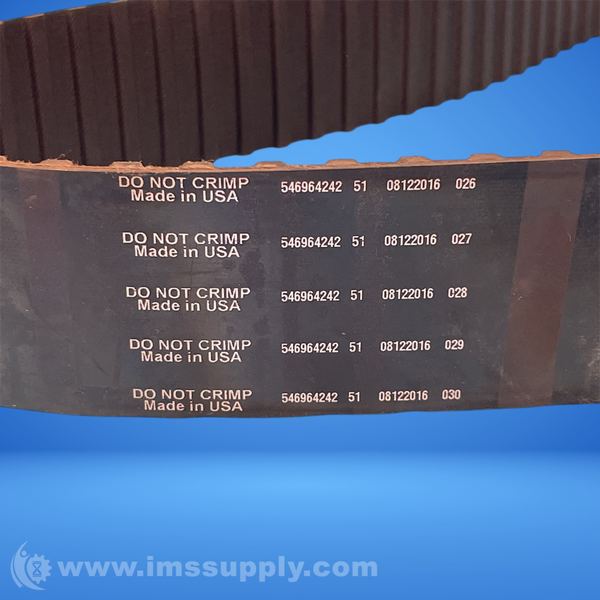 DO NOT CRIMP 546964242 51 08122016 026
Made in USA
DO NOT CRIMP 546964242 51 08122016 027
Made in USA
DO NOT CRIMP 546964242 51 08122016 028
Made in USA
DO NOT CRIMP 546964242 51 08122016 029
Made in USA
DO NOT CRIMP 546964242 51 08122016 030
Made in USA
www.imssupply.com